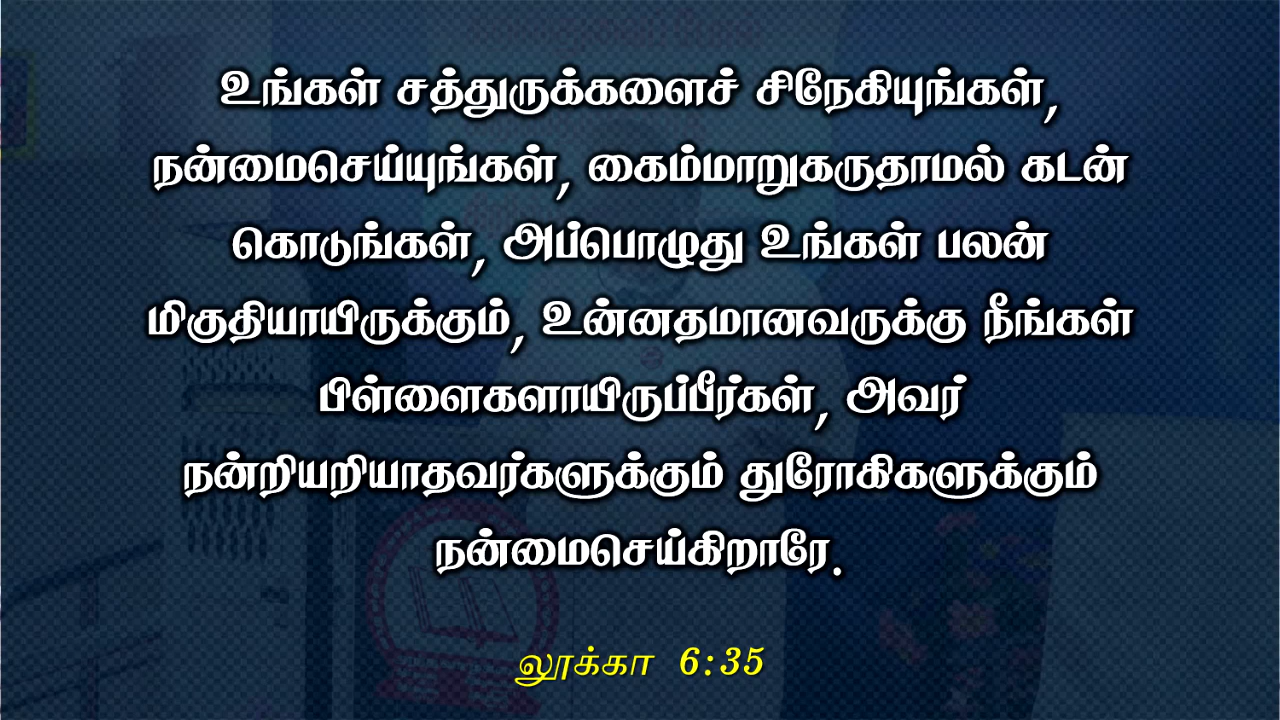 உங்கள் சத்துருக்களைச் சிநேகியுங்கள்,
நன்மைசெய்யுங்கள், கைம்மாறுகருதாமல் கடன்
கொடுங்கள், அப்பொழுது உங்கள் பலன்
மிகுதியாயிருக்கும், உன்னதமானவருக்கு நீங்கள்
பிள்ளைகளாயிருப்பீர்கள், அவர்
நன்றியறியாதவர்களுக்கும் துரோகிகளுக்கும்
நன்மைசெய்கிறாரே.
லூக்கா 6:35